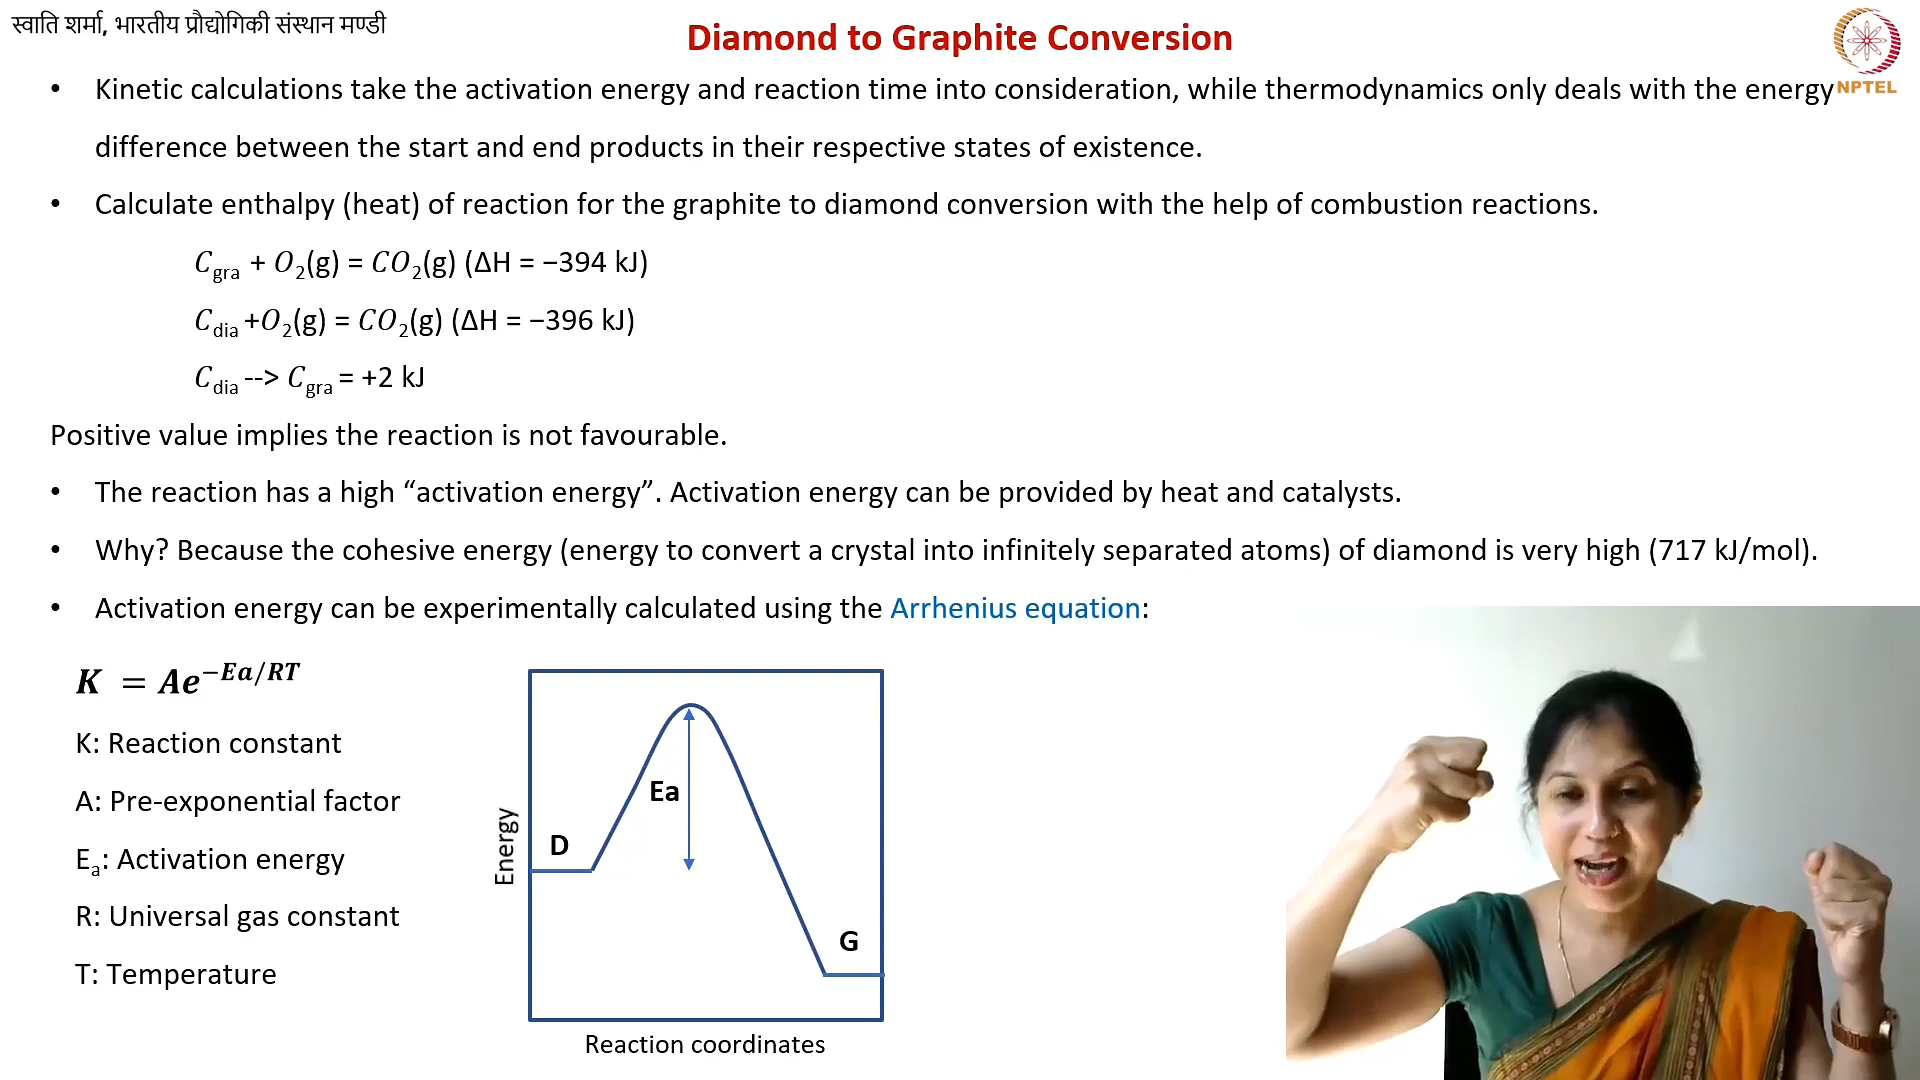 स्वाति शर्मा, भारतीय प्रौद्योगिकी संस्थान मण्डी
Diamond to Graphite Conversion
NPTEL
• Kinetic calculations take the activation energy and reaction time into consideration, while thermodynamics only deals with the energy
difference between the start and end products in their respective states of existence.
• Calculate enthalpy (heat) of reaction for the graphite to diamond conversion with the help of combustion reactions.
C_gra + O₂(g) = CO₂(g) (ΔH = −394 kJ)
C_dia +O₂(g) = CO₂(g) (ΔH = −396 kJ)
C_dia --> C_gra = +2 kJ
Positive value implies the reaction is not favourable.
• The reaction has a high “activation energy”. Activation energy can be provided by heat and catalysts.
• Why? Because the cohesive energy (energy to convert a crystal into infinitely separated atoms) of diamond is very high (717 kJ/mol).
• Activation energy can be experimentally calculated using the Arrhenius equation:
K = Ae^−Ea/RT
K: Reaction constant
A: Pre-exponential factor
Eₐ: Activation energy
R: Universal gas constant
T: Temperature
Energy
D
Ea
G
Reaction coordinates